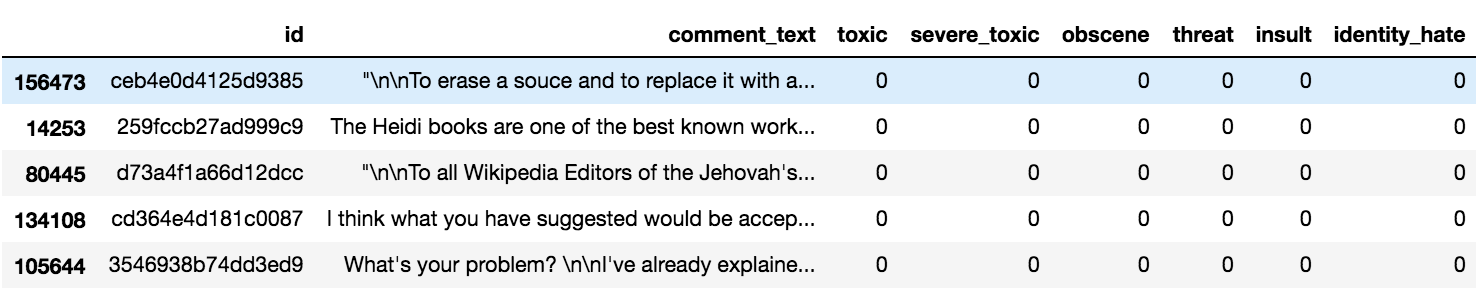 id comment_text toxic severe_toxic obscene threat insult identity_hate
156473 ceb4e0d4125d9385 "\n\nTo erase a souce and to replace it with a... 0 0 0 0 0 0
14253 259fccb27ad999c9 The Heidi books are one of the best known work... 0 0 0 0 0 0
80445 d73a4f1a66d12dcc "\n\nTo all Wikipedia Editors of the Jehovah's... 0 0 0 0 0 0
134108 cd364e4d181c0087 I think what you have suggested would be accep... 0 0 0 0 0 0
105644 3546938b74dd3ed9 What's your problem? \n\nI've already explaine... 0 0 0 0 0 0